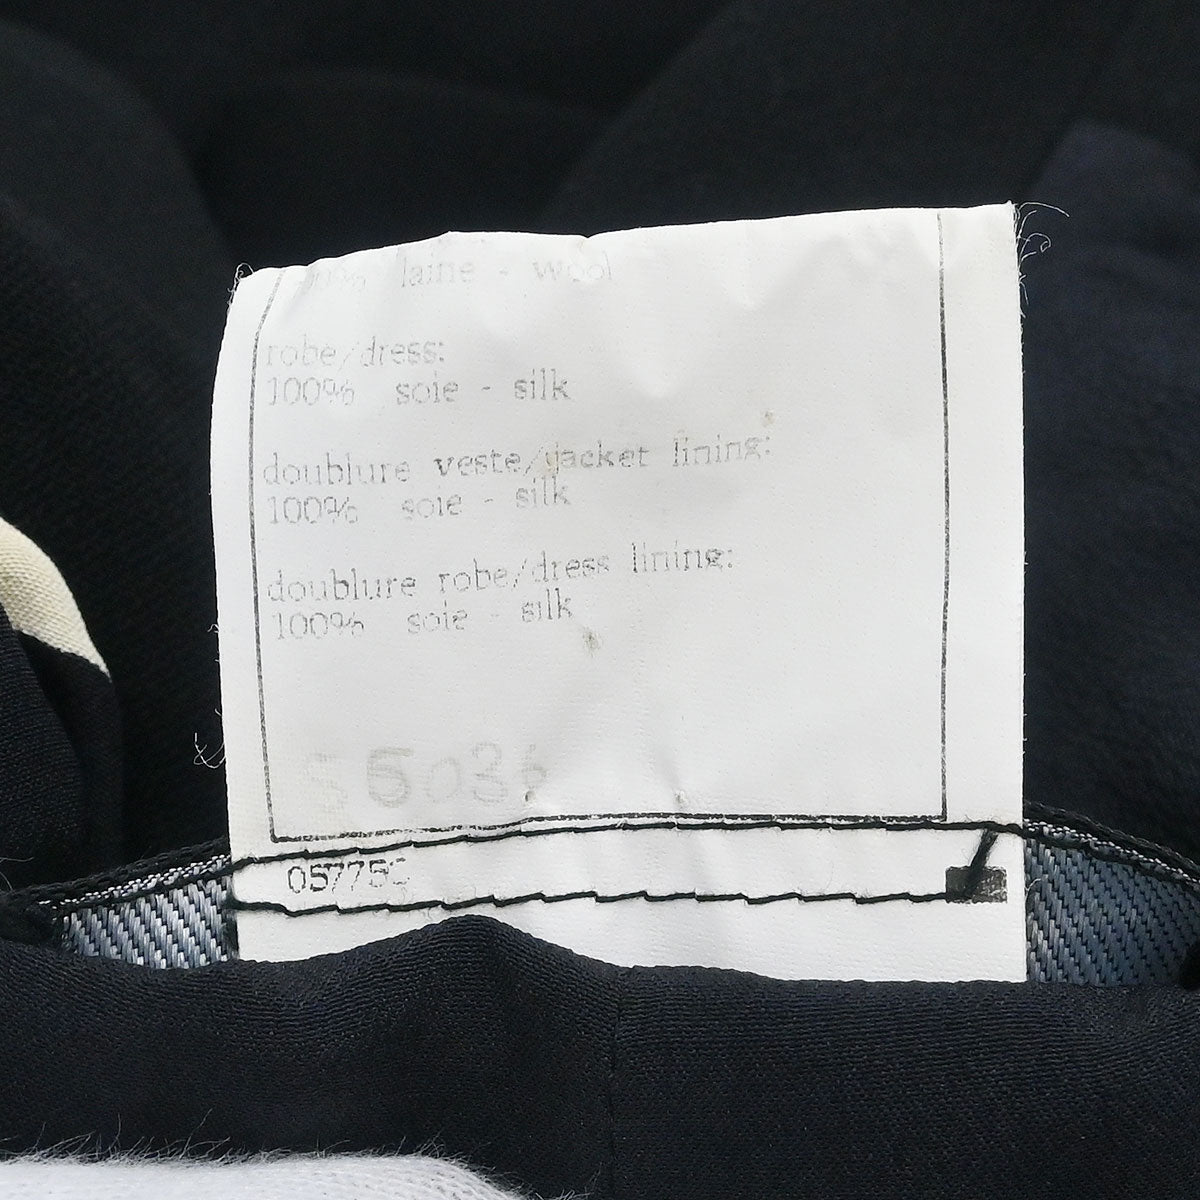 laine - wool
robe/dress:
100% soie - silk
doublure veste/jacket lining:
100% soie - silk
doublure robe/dress lining:
100% soie - silk